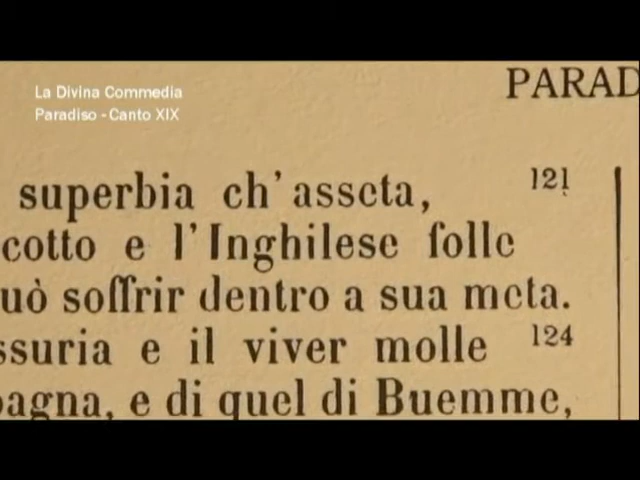 La Divina Commedia
Paradiso - Canto XIX
PARAD
superbia ch'asseta, 121
cotto e l'Inghilese folle
uò soffrir dentro a sua meta.
ssuria e il viver molle 124
pagna, e di quel di Buemme,